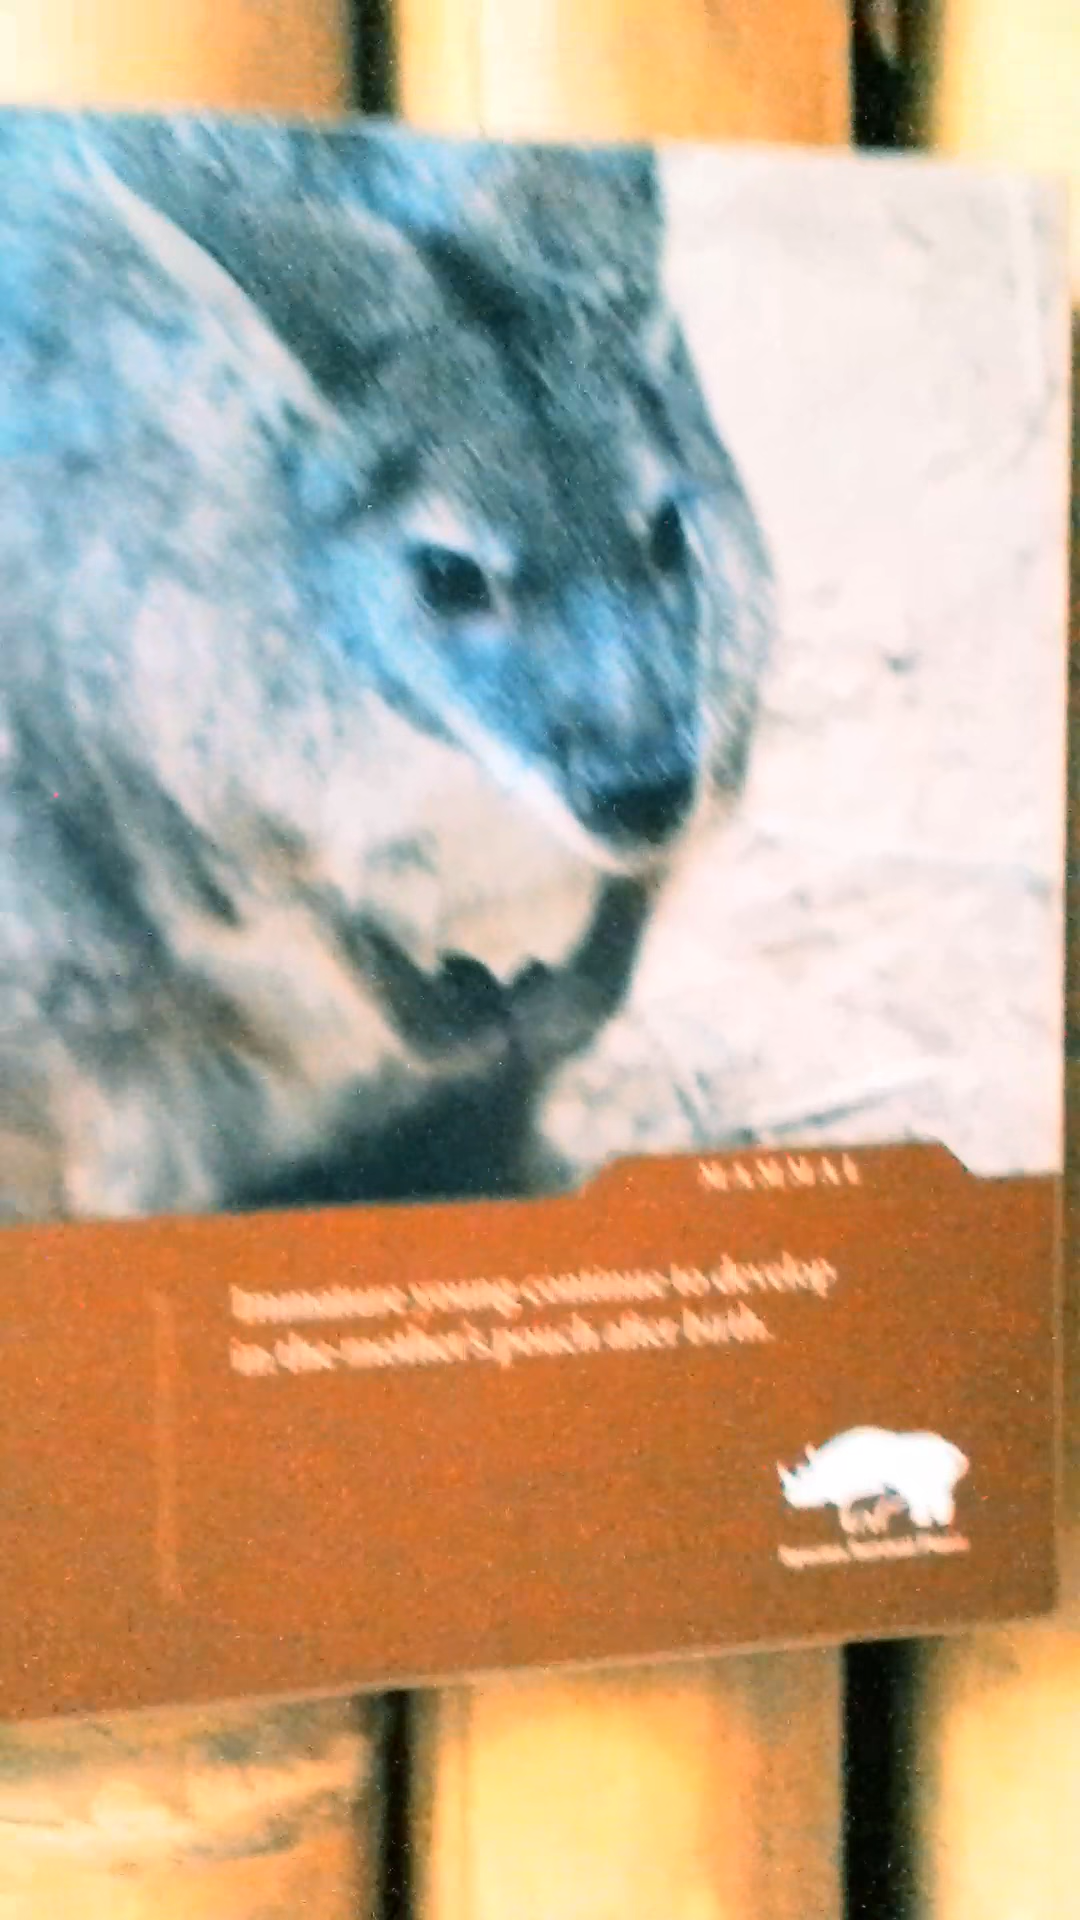 MAMMAL
Immature young continue to develop
in the mother's pouch after birth.